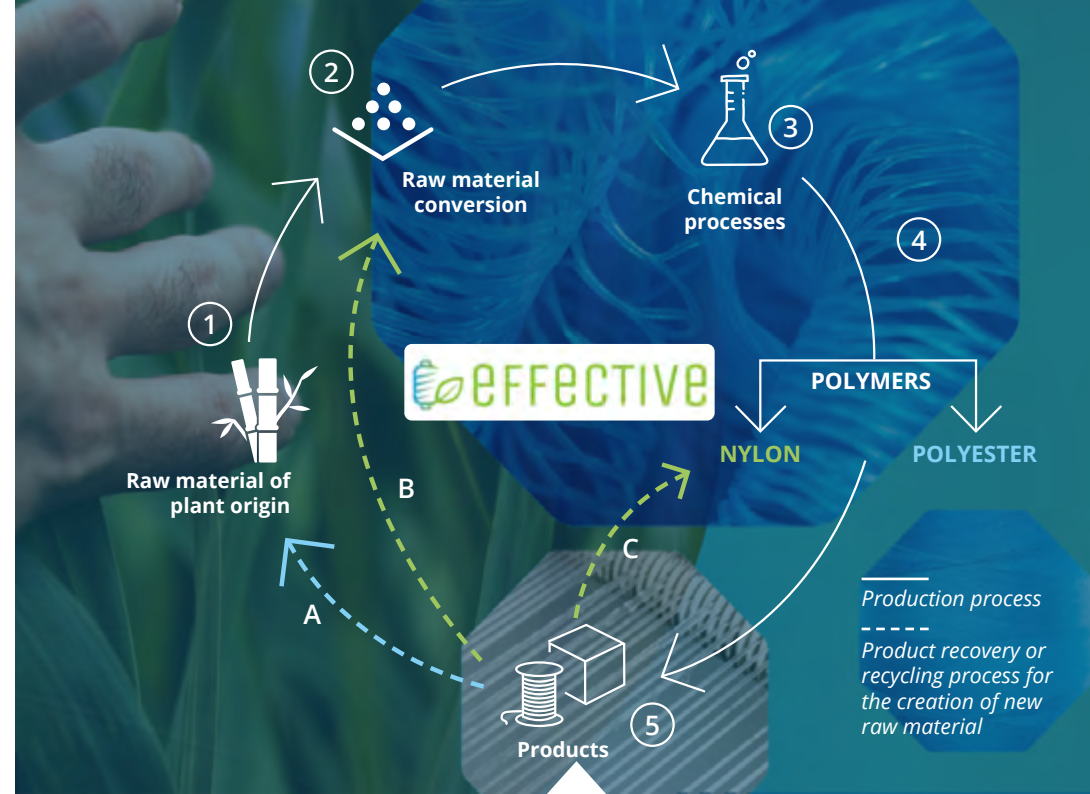 2
Raw material
conversion
3
Chemical
processes
4
1
EFFECTIVE
POLYMERS
NYLON
POLYESTER
Raw material of
plant origin
B
C
A
Production process
Product recovery or
recycling process for
the creation of new
raw material
5
Products